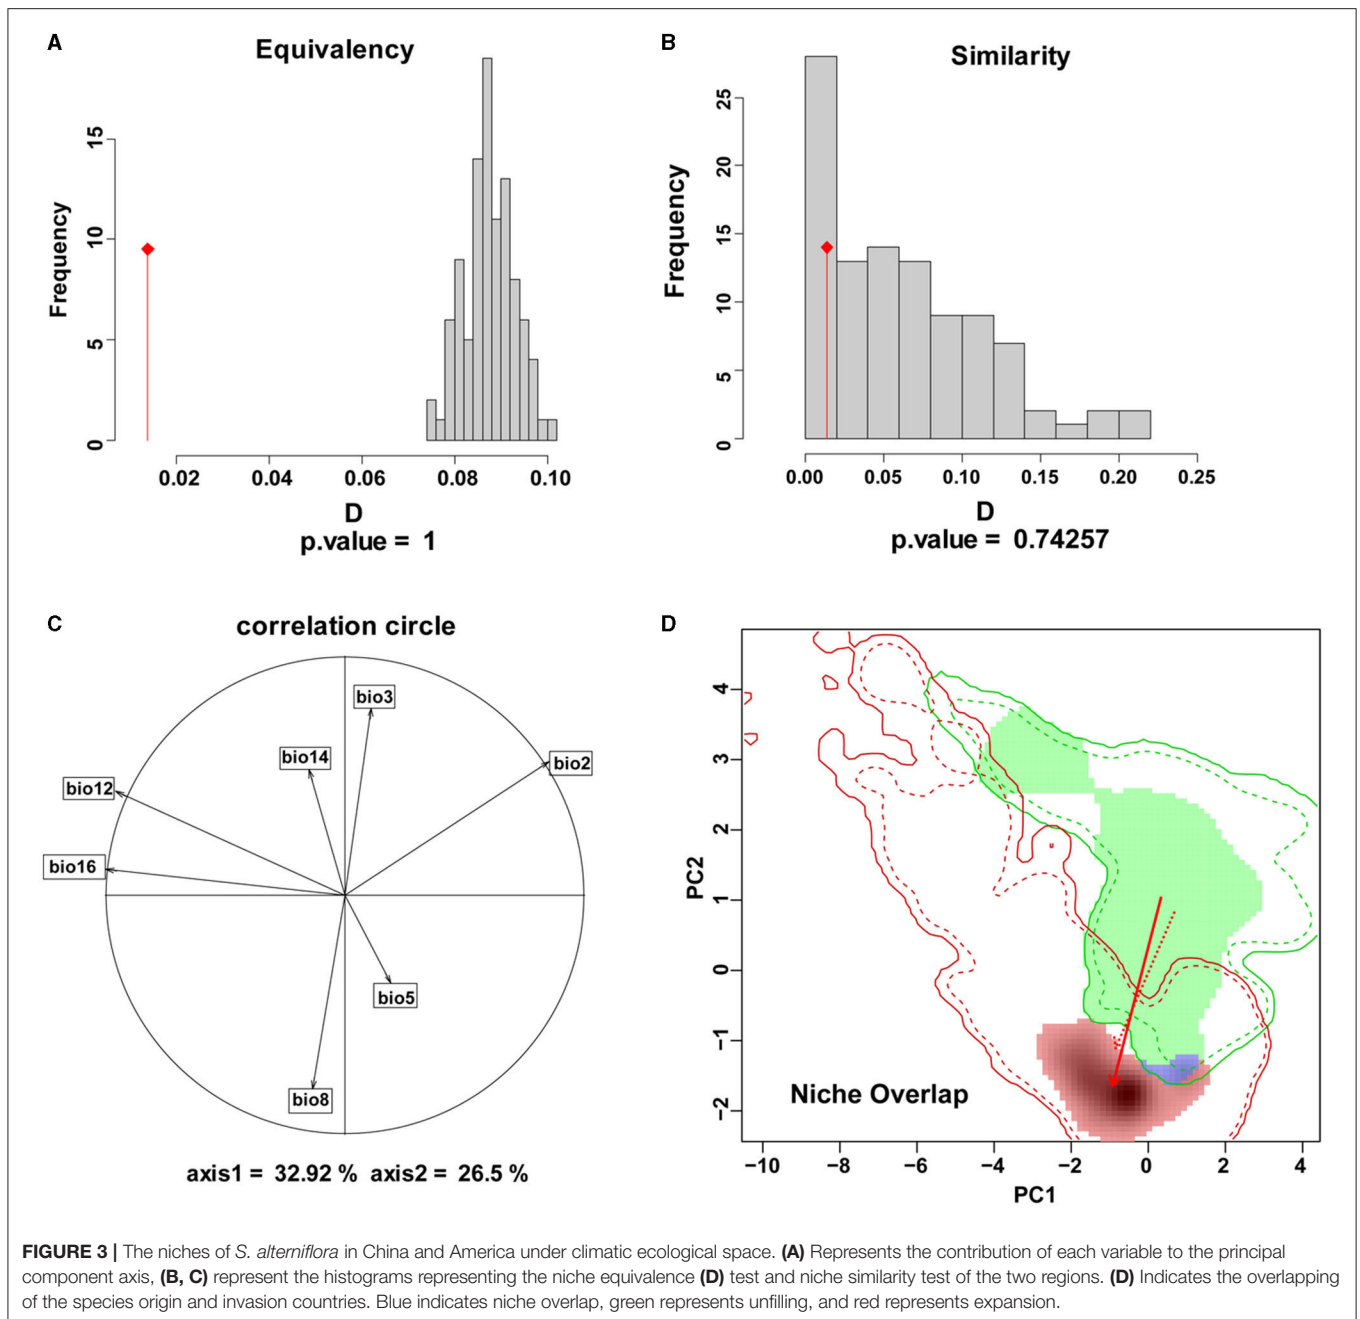 A
Equivalency
Frequency
0
5
10
15
0.02 0.04 0.06 0.08 0.10
D
p.value = 1
B
Similarity
Frequency
0
5
10
15
20
25
0.00 0.05 0.10 0.15 0.20 0.25
D
p.value = 0.74257
C
correlation circle
bio3
bio14
bio2
bio12
bio16
bio5
bio8
axis1 = 32.92 % axis2 = 26.5 %
D
PC2
4
3
2
1
0
−1
−2
Niche Overlap
−10 −8 −6 −4 −2 0 2 4
PC1
FIGURE 3 | The niches of S. alterniflora in China and America under climatic ecological space. (A) Represents the contribution of each variable to the principal
component axis, (B, C) represent the histograms representing the niche equivalence (D) test and niche similarity test of the two regions. (D) Indicates the overlapping
of the species origin and invasion countries. Blue indicates niche overlap, green represents unfilling, and red represents expansion.